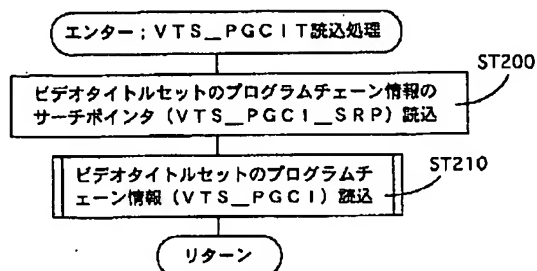 エンター；ＶＴＳ＿ＰＧＣＩＴ読込処理
ST200
ビデオタイトルセットのプログラムチェーン情報の
サーチポインタ（ＶＴＳ＿ＰＧＣＩ＿ＳＲＰ）読込
ST210
ビデオタイトルセットのプログラムチ
ェーン情報（ＶＴＳ＿ＰＧＣＩ）読込
リターン